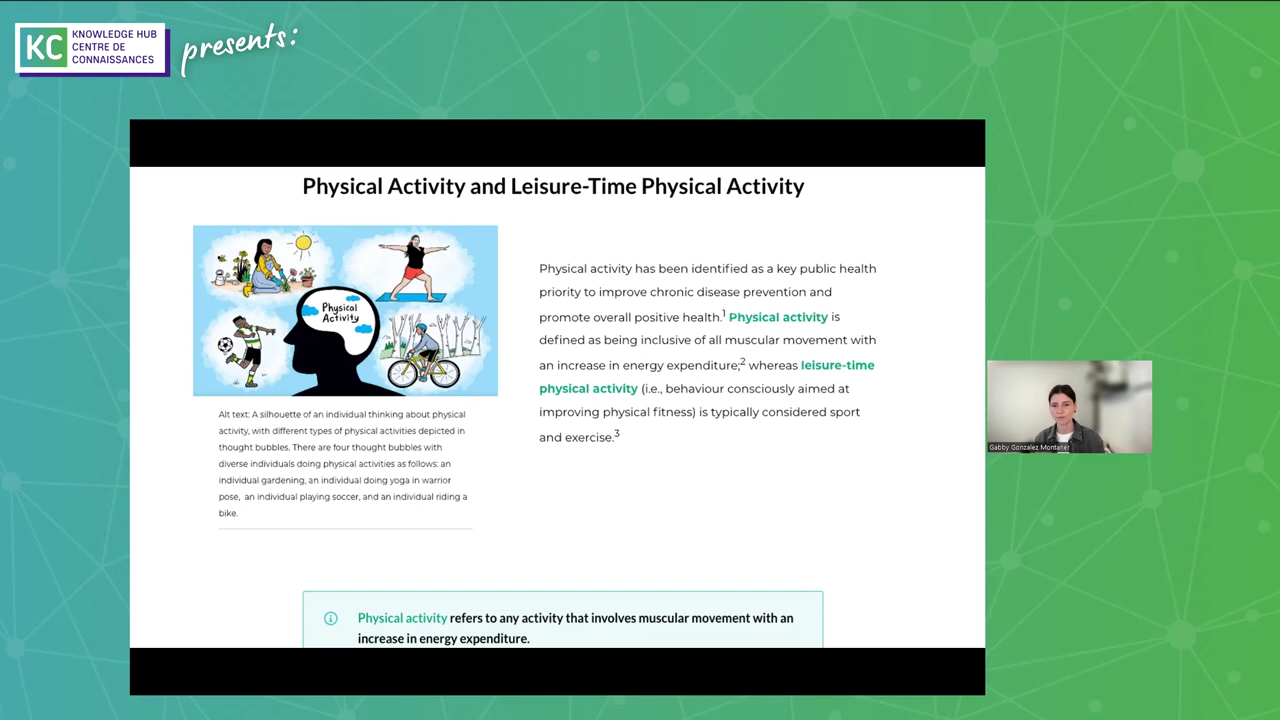 KC
KNOWLEDGE HUB
CENTRE DE
CONNAISSANCES
presents:
Physical Activity and Leisure-Time Physical Activity
Physical
Activity
Alt text: A silhouette of an individual thinking about physical
activity, with different types of physical activities depicted in
thought bubbles. There are four thought bubbles with
diverse individuals doing physical activities as follows: an
individual gardening, an individual doing yoga in warrior
pose,  an individual playing soccer, and an individual riding a
bike.
Physical activity has been identified as a key public health
priority to improve chronic disease prevention and
promote overall positive health.¹ Physical activity is
defined as being inclusive of all muscular movement with
an increase in energy expenditure;² whereas leisure-time
physical activity (i.e., behaviour consciously aimed at
improving physical fitness) is typically considered sport
and exercise.³
Physical activity refers to any activity that involves muscular movement with an
increase in energy expenditure.
Gabby Gonzalez Montaner